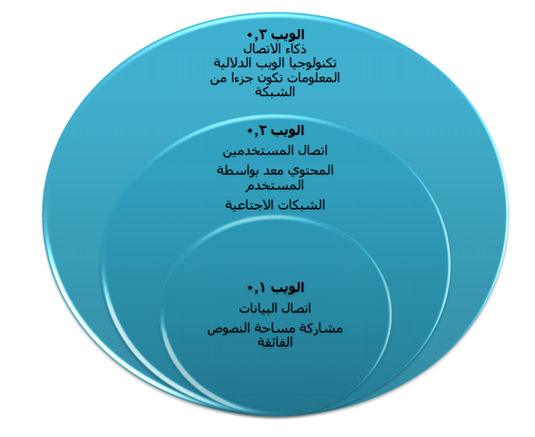 الويب ٠,٣
ذكاء الاتصال
تكنولوجيا الويب الدلالية
المعلومات تكون جزءا من
الشبكة
الويب ٠,٢
اتصال المستخدمين
المحتوي معد بواسطة
المستخدم
الشبكات الاجتاعية
الويب ٠,١
اتصال البيانات
مشاركة مساحة النصوص
الفائقة